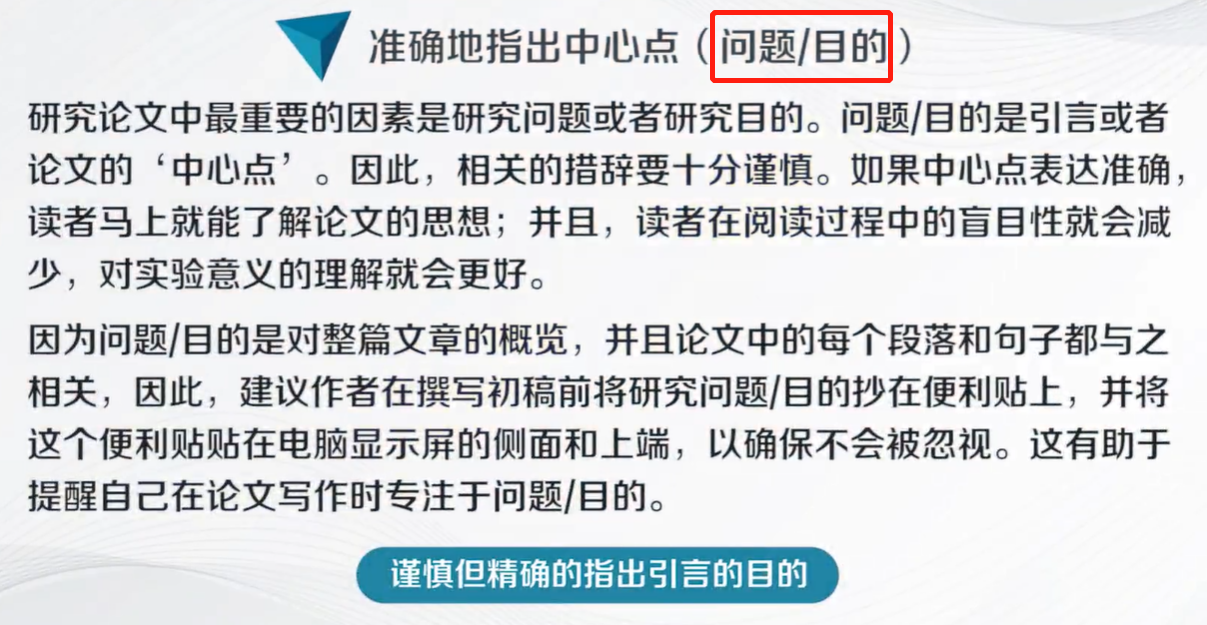 准确地指出中心点（问题/目的）
研究论文中最重要的因素是研究问题或者研究目的。问题/目的是引言或者
论文的‘中心点’。因此，相关的措辞要十分谨慎。如果中心点表达准确，
读者马上就能了解论文的思想；并且，读者在阅读过程中的盲目性就会减
少，对实验意义的理解就会更好。
因为问题/目的是对整篇文章的概览，并且论文中的每个段落和句子都与之
相关，因此，建议作者在撰写初稿前将研究问题/目的抄在便利贴上，并将
这个便利贴贴在电脑显示屏的侧面和上端，以确保不会被忽视。这有助于
提醒自己在论文写作时专注于问题/目的。
谨慎但精确的指出引言的目的